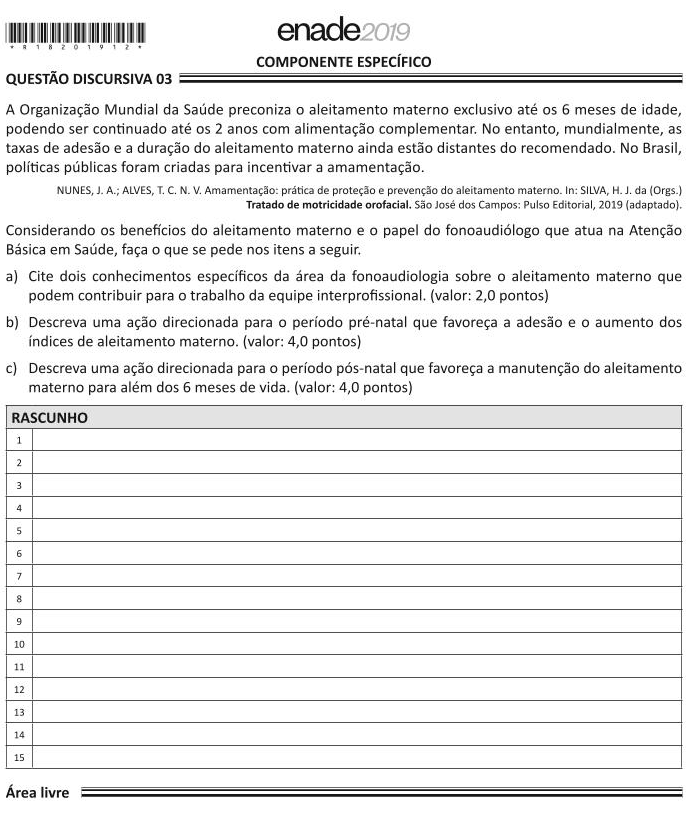 enade2019
*R18201912*
COMPONENTE ESPECÍFICO
QUESTÃO DISCURSIVA 03
A Organização Mundial da Saúde preconiza o aleitamento materno exclusivo até os 6 meses de idade,
podendo ser continuado até os 2 anos com alimentação complementar. No entanto, mundialmente, as
taxas de adesão e a duração do aleitamento materno ainda estão distantes do recomendado. No Brasil,
políticas públicas foram criadas para incentivar a amamentação.
NUNES, J. A.; ALVES, T. C. N. V. Amamentação: prática de proteção e prevenção do aleitamento materno. In: SILVA, H. J. da (Orgs.)
Tratado de motricidade orofacial. São José dos Campos: Pulso Editorial, 2019 (adaptado).
Considerando os benefícios do aleitamento materno e o papel do fonoaudiólogo que atua na Atenção
Básica em Saúde, faça o que se pede nos itens a seguir.
a) Cite dois conhecimentos específicos da área da fonoaudiologia sobre o aleitamento materno que
podem contribuir para o trabalho da equipe interprofissional. (valor: 2,0 pontos)
b) Descreva uma ação direcionada para o período pré-natal que favoreça a adesão e o aumento dos
índices de aleitamento materno. (valor: 4,0 pontos)
c) Descreva uma ação direcionada para o período pós-natal que favoreça a manutenção do aleitamento
materno para além dos 6 meses de vida. (valor: 4,0 pontos)
RASCUNHO
1
2
3
4
5
6
7
8
9
10
11
12
13
14
15
Área livre